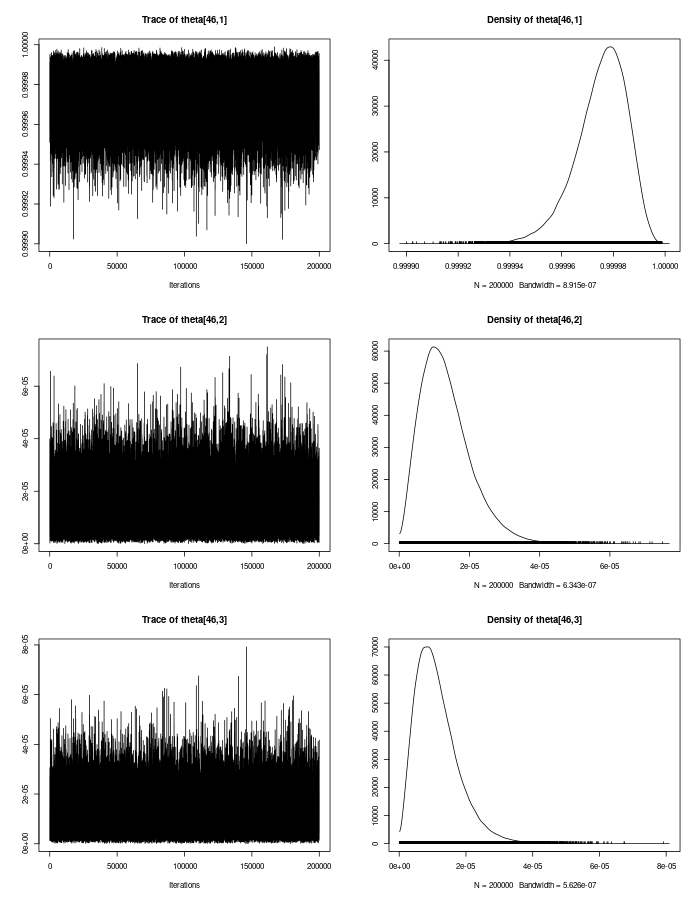 Trace of theta[46,1]
0.99990 0.99992 0.99994 0.99996 0.99998 1.00000
0 50000 100000 150000 200000
Iterations
Density of theta[46,1]
0 10000 20000 30000 40000
0.99990 0.99992 0.99994 0.99996 0.99998 1.00000
N = 200000 Bandwidth = 8.915e-07
Trace of theta[46,2]
0e+00 2e-05 4e-05 6e-05
0 50000 100000 150000 200000
Iterations
Density of theta[46,2]
0 10000 20000 30000 40000 50000 60000
0e+00 2e-05 4e-05 6e-05
N = 200000 Bandwidth = 6.343e-07
Trace of theta[46,3]
0e+00 2e-05 4e-05 6e-05 8e-05
0 50000 100000 150000 200000
Iterations
Density of theta[46,3]
0 10000 20000 30000 40000 50000 60000 70000
0e+00 2e-05 4e-05 6e-05 8e-05
N = 200000 Bandwidth = 5.626e-07